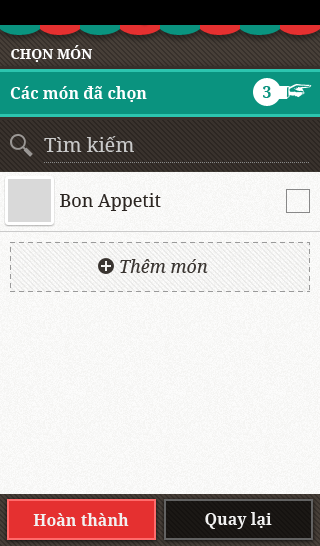 CHỌN MÓN
Các món đã chọn
3
Tìm kiếm
Bon Appetit
Thêm món
Hoàn thành
Quay lại